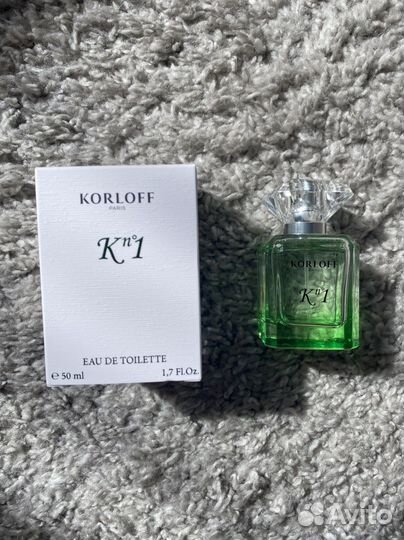 KORLOFF
PARIS
Kn°1
EAU DE TOILETTE
℮ 50 ml 1,7 Fl.Oz.
KORLOFF
Kn°1
Avito